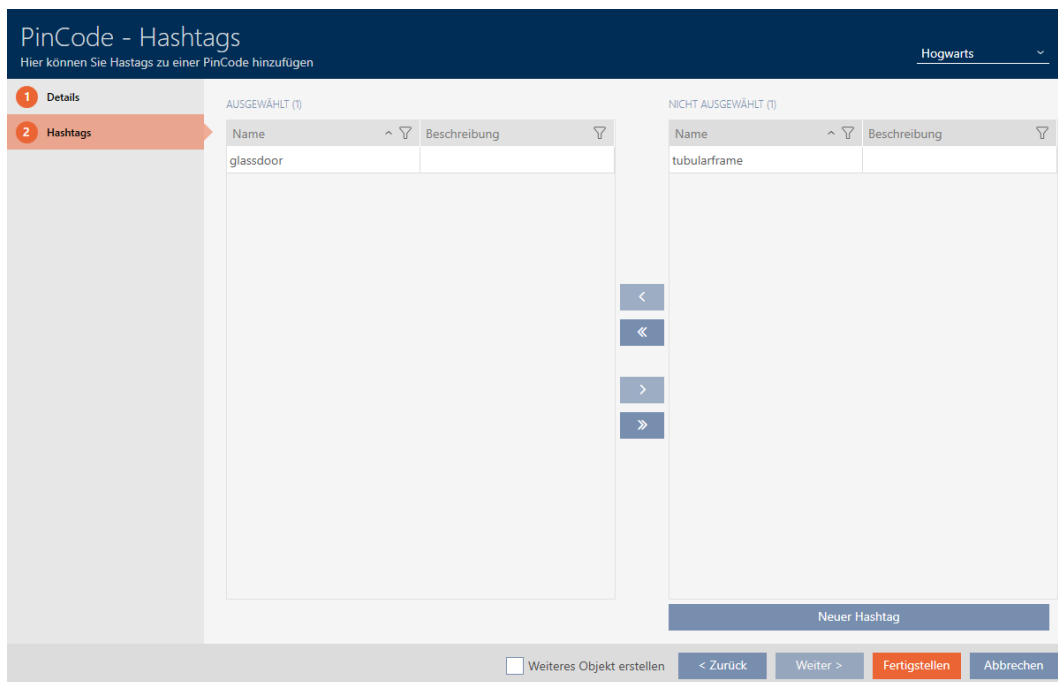 PinCode - Hashtags
Hier können Sie Hastags zu einer PinCode hinzufügen
Hogwarts
1 Details
2 Hashtags
AUSGEWÄHLT (1)
Name Beschreibung
glassdoor
NICHT AUSGEWÄHLT (1)
Name Beschreibung
tubularframe
Neuer Hashtag
Weiteres Objekt erstellen < Zurück Weiter > Fertigstellen Abbrechen